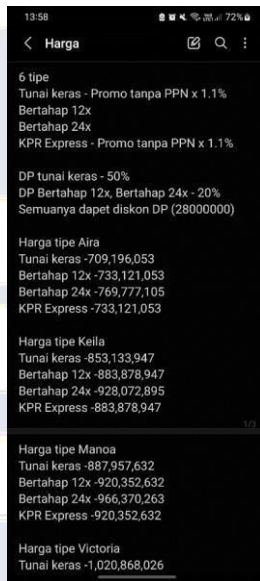 13:58
72%
Harga
6 tipe
Tunai keras - Promo tanpa PPN x 1.1%
Bertahap 12x
Bertahap 24x
KPR Express - Promo tanpa PPN x 1.1%
DP tunai keras - 50%
DP Bertahap 12x, Bertahap 24x - 20%
Semuanya dapet diskon DP (28000000)
Harga tipe Aira
Tunai keras -709,196,053
Bertahap 12x -733,121,053
Bertahap 24x -769,777,105
KPR Express -733,121,053
Harga tipe Keila
Tunai keras -853,133,947
Bertahap 12x -883,878,947
Bertahap 24x -928,072,895
KPR Express -883,878,947
1/3
Harga tipe Manoa
Tunai keras -887,957,632
Bertahap 12x -920,352,632
Bertahap 24x -966,370,263
KPR Express -920,352,632
Harga tipe Victoria
Tunai keras -1,020,868,026